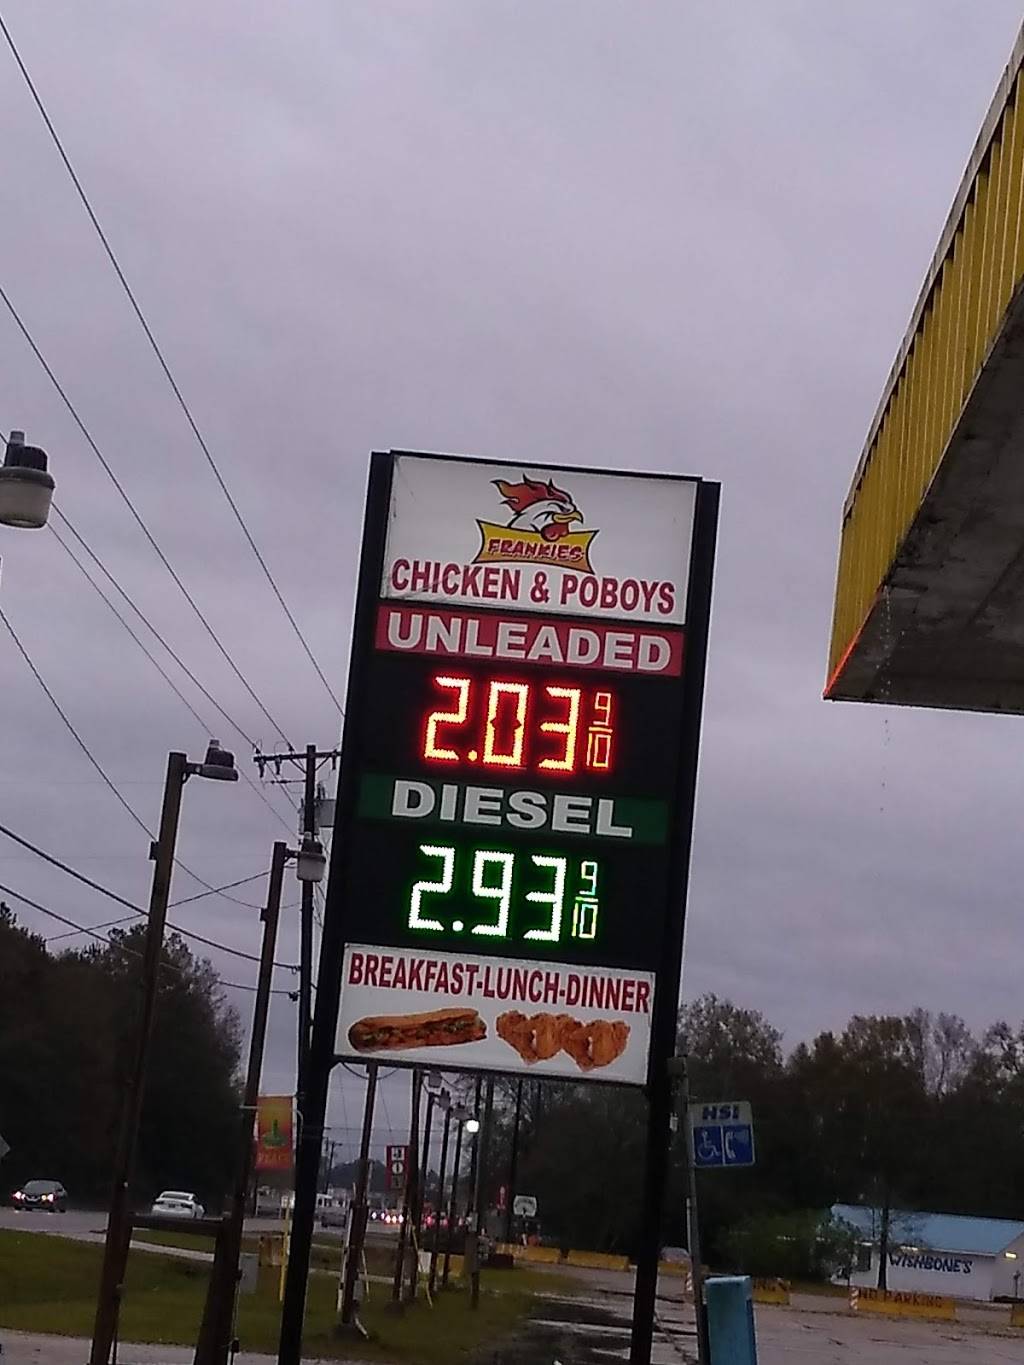 FRANKIES
CHICKEN & POBOYS
UNLEADED
2.03 9/10
DIESEL
2.93 9/10
BREAKFAST-LUNCH-DINNER
HSI
PEACE
WISHBONE'S
NO PARKING